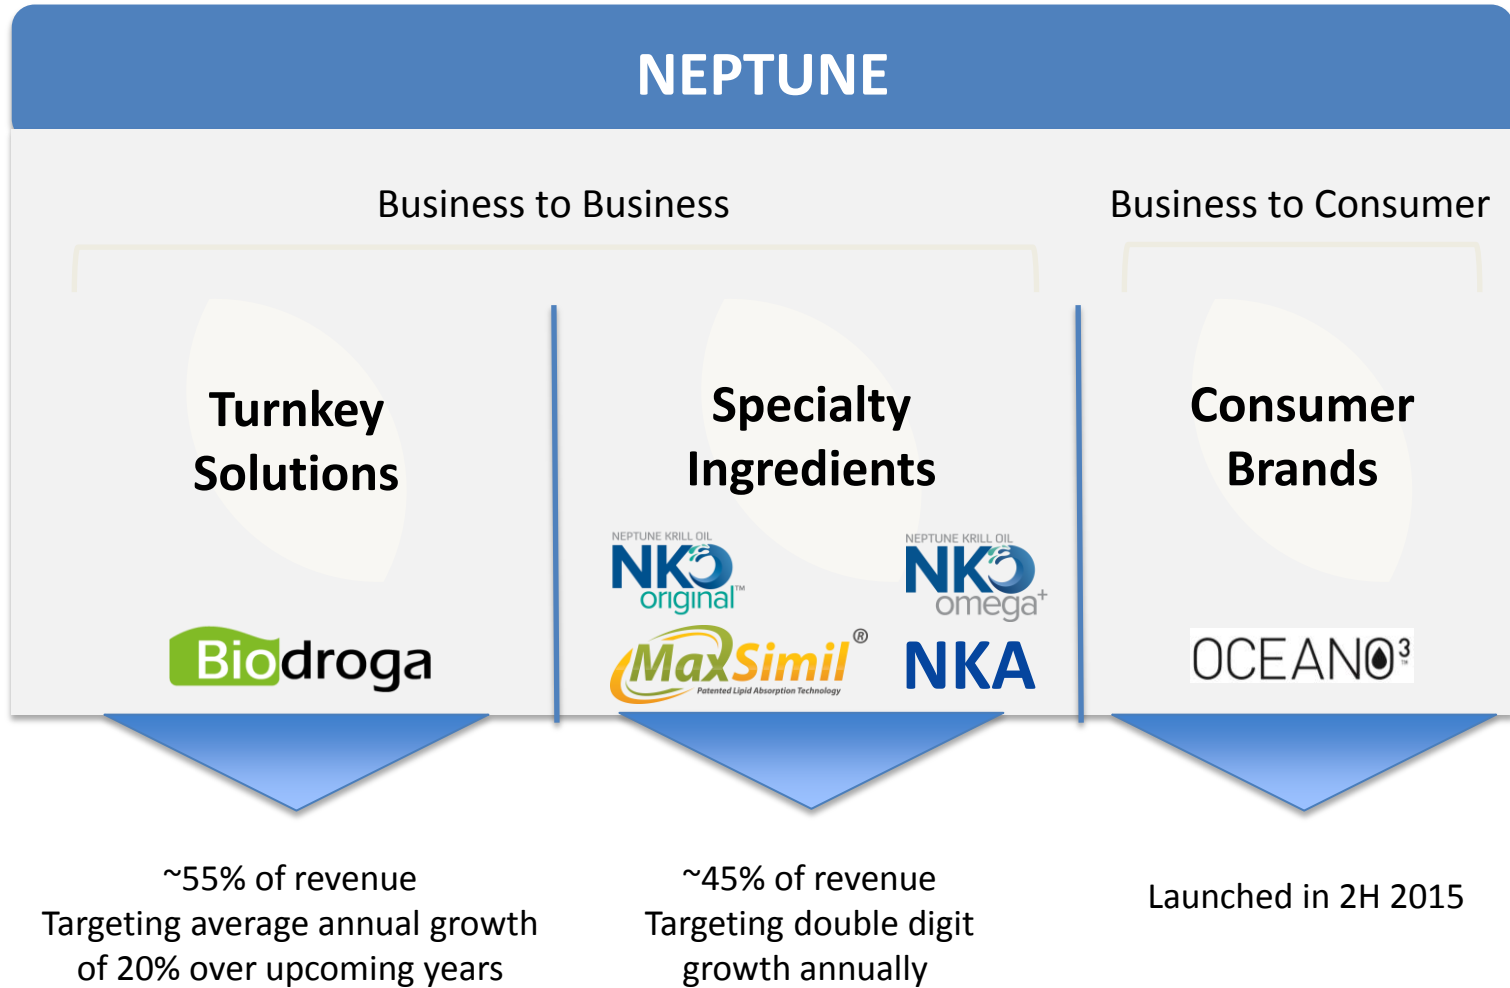 NEPTUNE
Business to Business
Business to Consumer
Turnkey
Solutions
Specialty
Ingredients
Consumer
Brands
NEPTUNE KRILL OIL
NKO
original™
NEPTUNE KRILL OIL
NKO
omega+
Biodroga
MaxSimil®
Patented Lipid Absorption Technology
NKA
OCEANO³™
~55% of revenue
Targeting average annual growth
of 20% over upcoming years
~45% of revenue
Targeting double digit
growth annually
Launched in 2H 2015